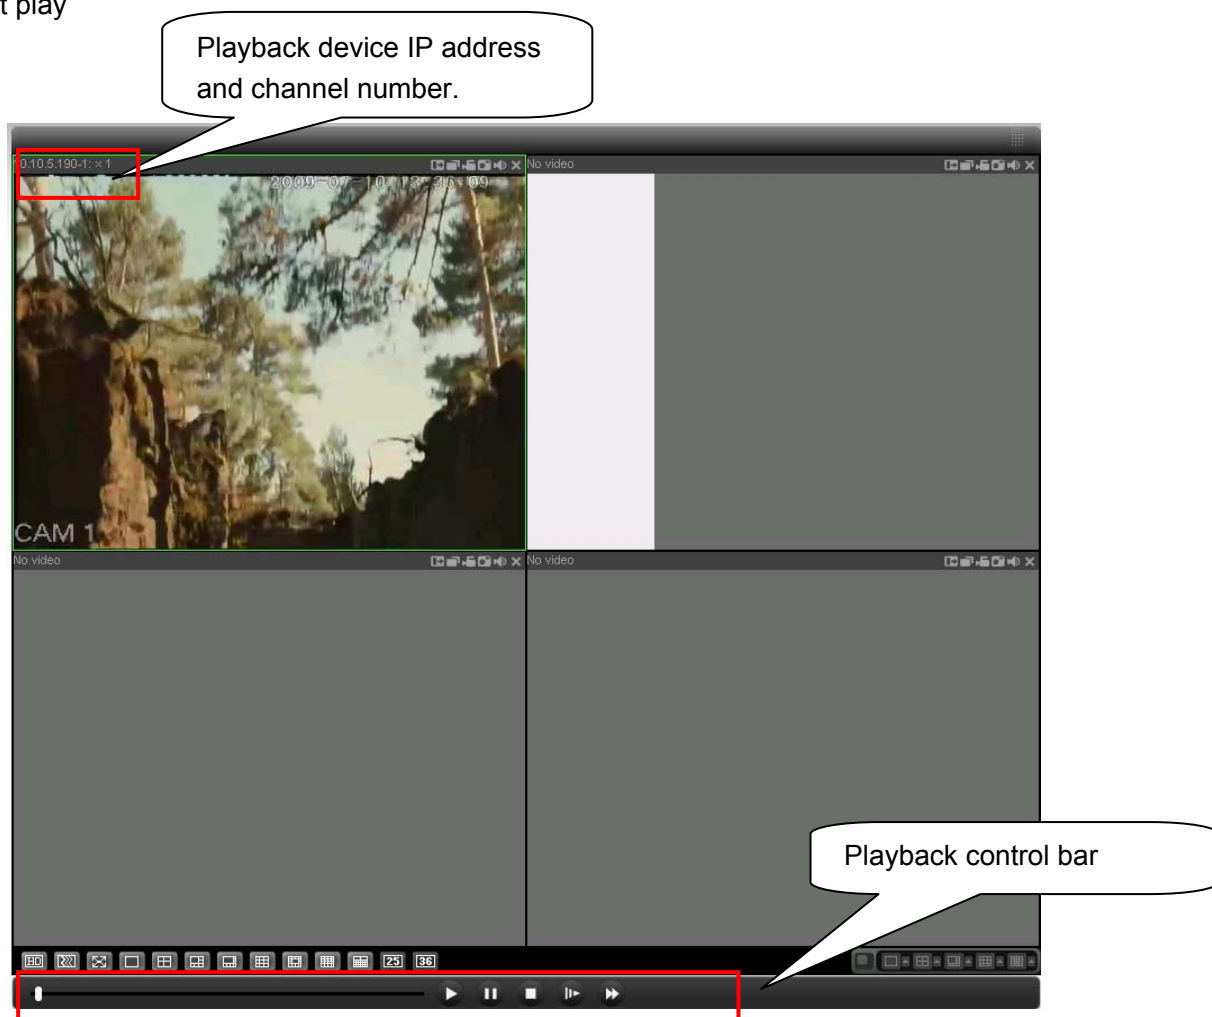 t play
Playback device IP address
and channel number.
0.10.5.190-1: × 1
No video
2009-07-10 13:36:09
CAM 1
No video
No video
Playback control bar
HD
25
36